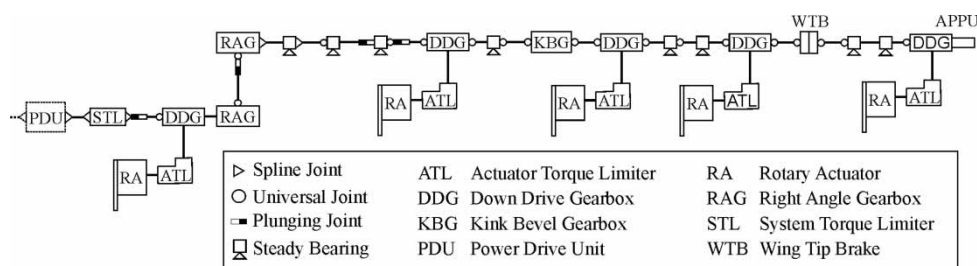 WTB APPU
RAG DDG KBG DDG DDG DDG
RA ATL RA ATL RA ATL RA ATL
PDU STL DDG RAG
RA ATL
Spline Joint ATL Actuator Torque Limiter RA Rotary Actuator
Universal Joint DDG Down Drive Gearbox RAG Right Angle Gearbox
Plunging Joint KBG Kink Bevel Gearbox STL System Torque Limiter
Steady Bearing PDU Power Drive Unit WTB Wing Tip Brake